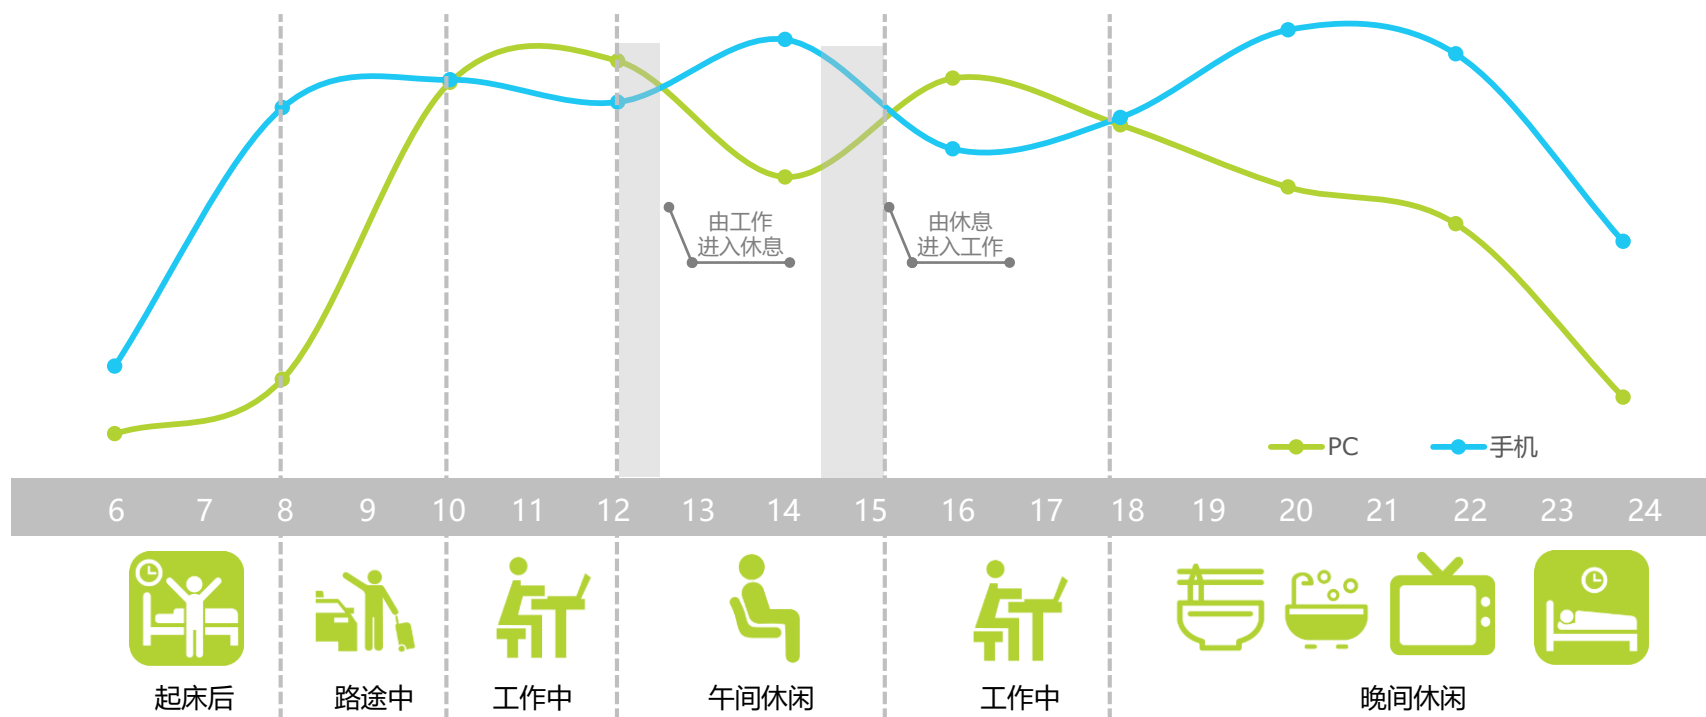 由工作
进入休息
由休息
进入工作
PC
手机
6 7 8 9 10 11 12 13 14 15 16 17 18 19 20 21 22 23 24
起床后
路途中
工作中
午间休闲
工作中
晚间休闲